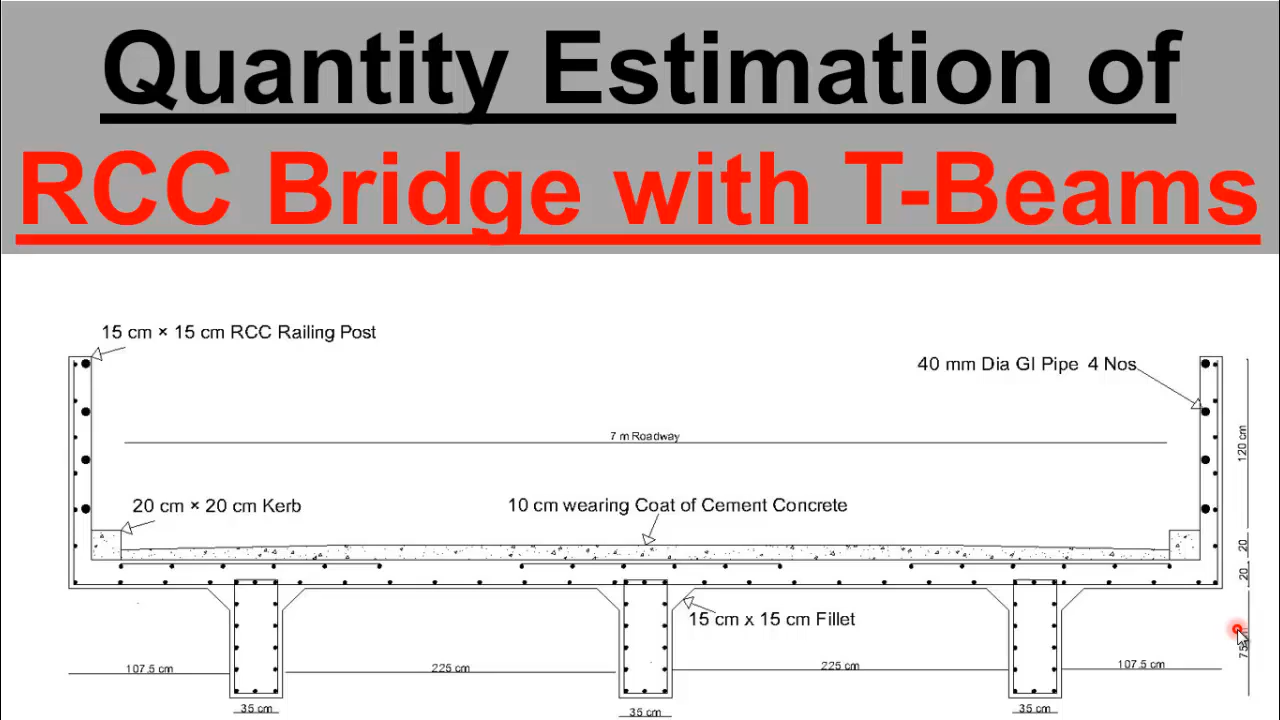 Quantity Estimation of
RCC Bridge with T-Beams
15 cm × 15 cm RCC Railing Post
40 mm Dia GI Pipe 4 Nos
7 m Roadway
120 cm
20 cm × 20 cm Kerb
10 cm wearing Coat of Cement Concrete
20
20
15 cm x 15 cm Fillet
107.5 cm
225 cm
225 cm
107.5 cm
35 cm
35 cm
35 cm